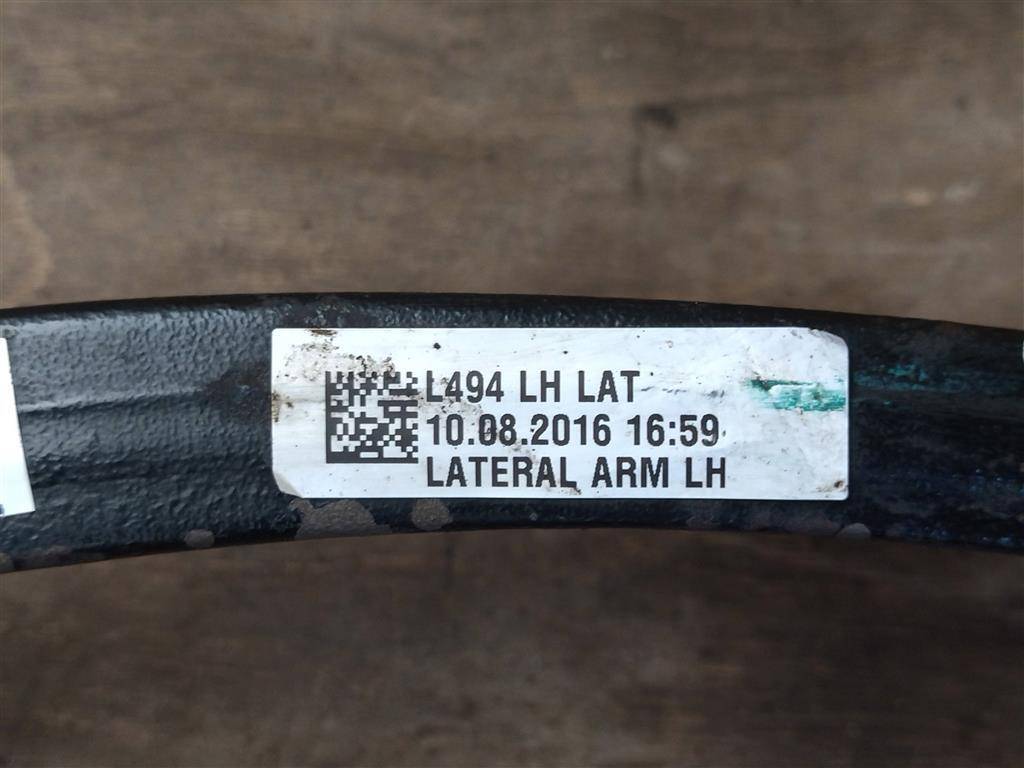 L494 LH LAT
10.08.2016 16:59
LATERAL ARM LH